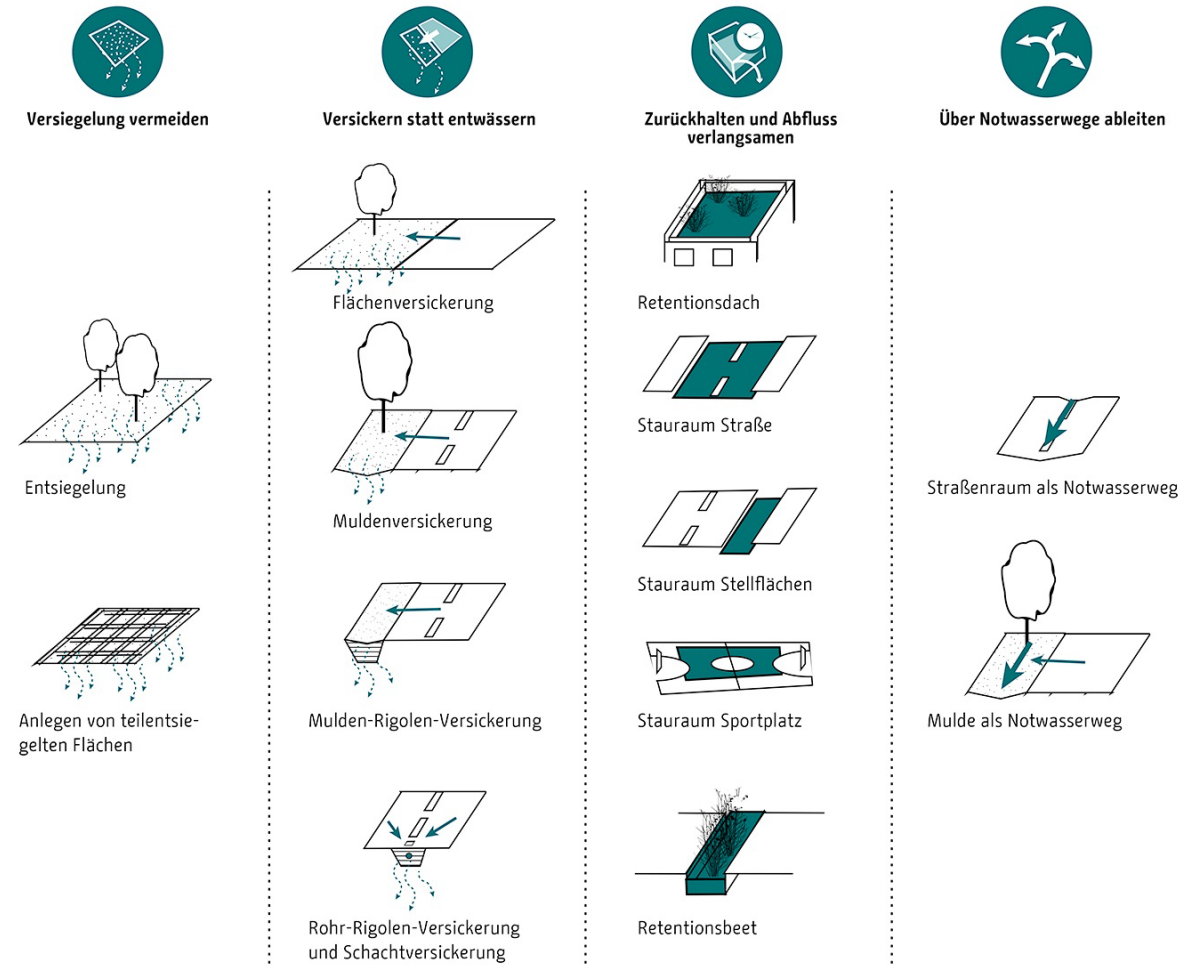 Versiegelung vermeiden
Entsiegelung
Anlegen von teilentsie-
gelten Flächen
Versickern statt entwässern
Flächenversickerung
Muldenversickerung
Mulden-Rigolen-Versickerung
Rohr-Rigolen-Versickerung
und Schachtversickerung
Zurückhalten und Abfluss
verlangsamen
Retentionsdach
Stauraum Straße
Stauraum Stellflächen
Stauraum Sportplatz
Retentionsbeet
Über Notwasserwege ableiten
Straßenraum als Notwasserweg
Mulde als Notwasserweg